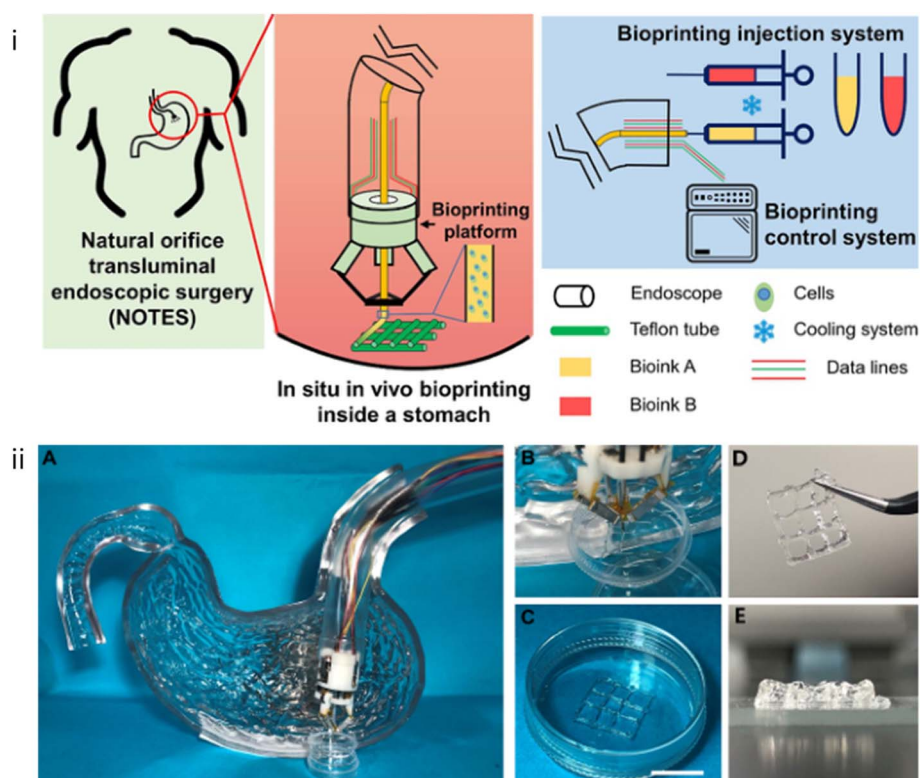 i
Natural orifice
transluminal
endoscopic surgery
(NOTES)
Bioprinting
platform
In situ in vivo bioprinting
inside a stomach
Bioprinting injection system
Bioprinting
control system
Endoscope
Cells
Teflon tube
Cooling system
Bioink A
Data lines
Bioink B
ii
A
B
C
D
E